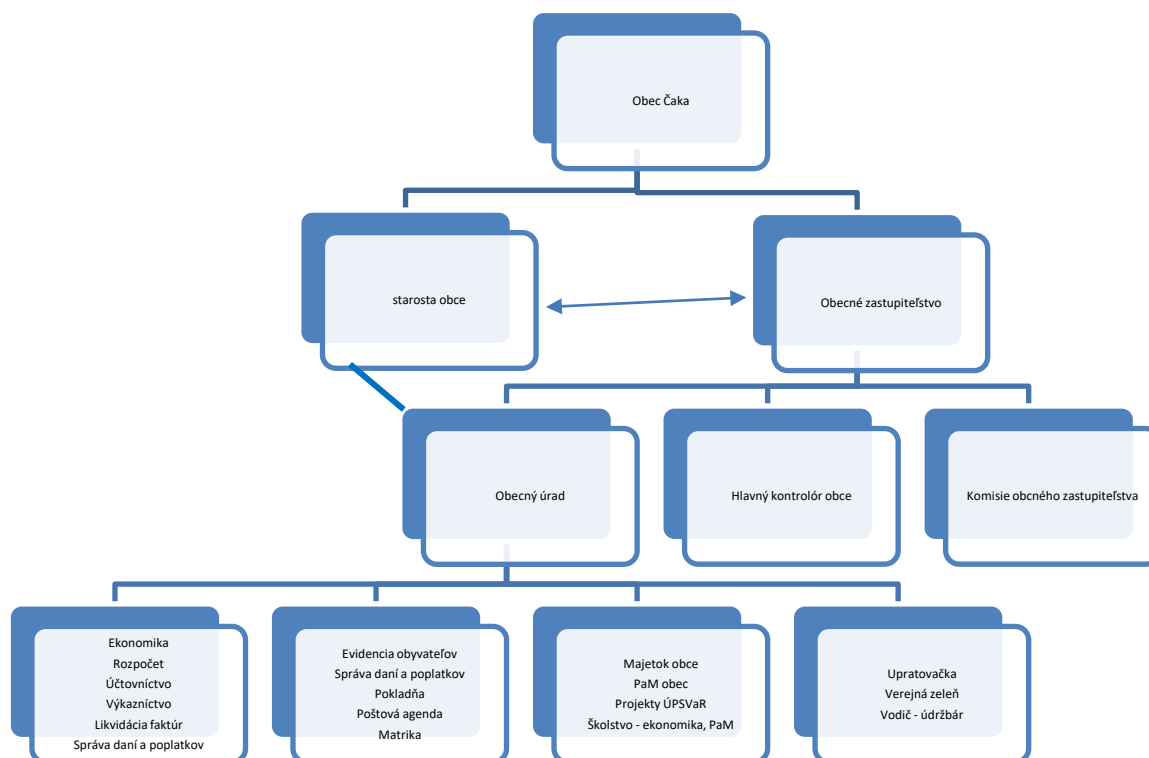 Obec Čaka
starosta obce
Obecné zastupiteľstvo
Obecný úrad
Hlavný kontrolór obce
Komisie obcného zastupiteľstva
Ekonomika
Rozpočet
Účtovníctvo
Výkazníctvo
Likvidácia faktúr
Správa daní a poplatkov
Evidencia obyvateľov
Správa daní a poplatkov
Pokladňa
Poštová agenda
Matrika
Majetok obce
PaM obec
Projekty ÚPSVaR
Školstvo - ekonomika, PaM
Upratovačka
Verejná zeleň
Vodič - údržbár